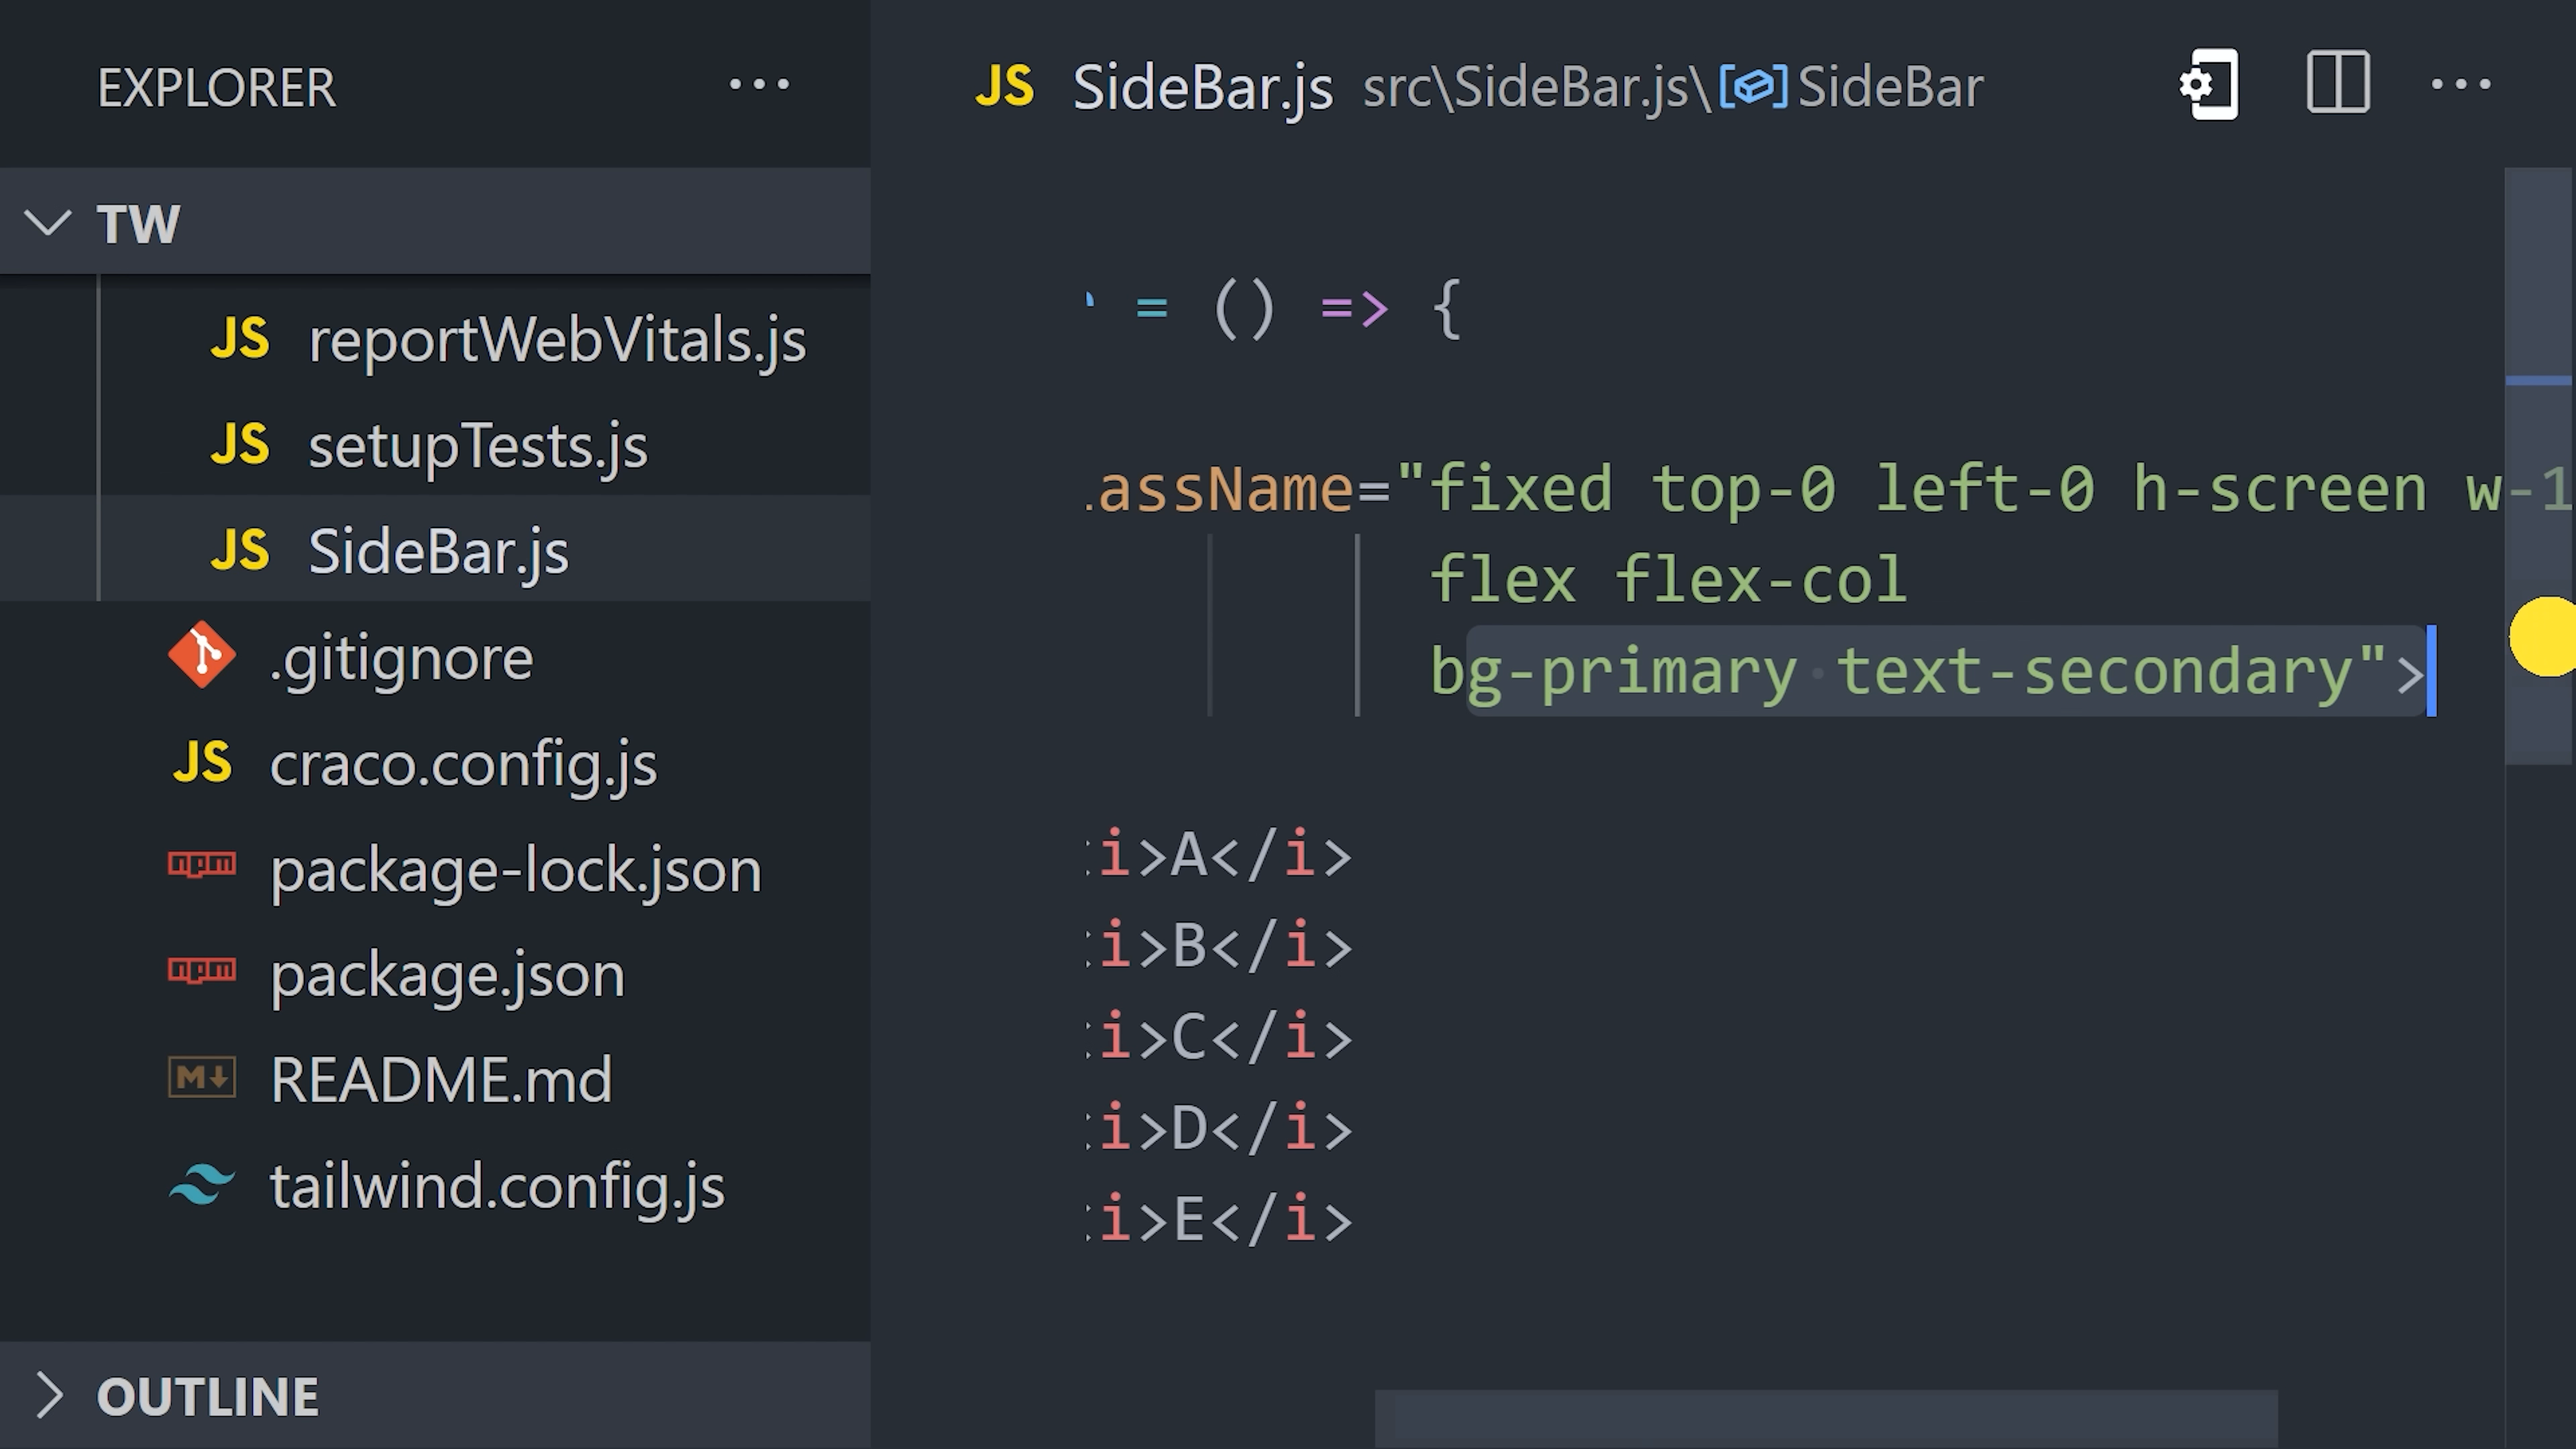 EXPLORER
TW
JS reportWebVitals.js
JS setupTests.js
JS SideBar.js
.gitignore
JS craco.config.js
npm package-lock.json
npm package.json
M README.md
tailwind.config.js
OUTLINE
JS SideBar.js src\SideBar.js\SideBar
= () => {
assName="fixed top-0 left-0 h-screen w-1
flex flex-col
bg-primary text-secondary">
i>A</i>
i>B</i>
i>C</i>
i>D</i>
i>E</i>